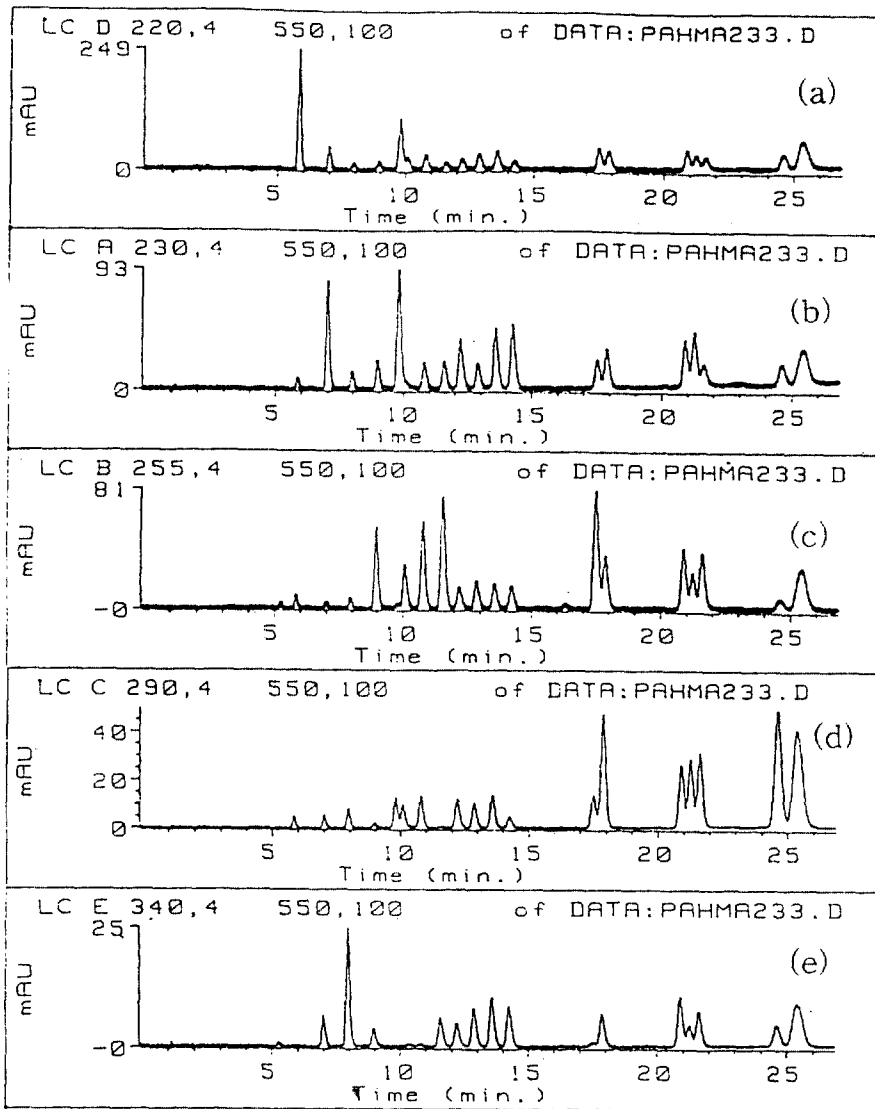 LC D 220,4 550,100 of DATA:PAHMA233.D
249
(a)
mAU
0
5 10 15 20 25
Time (min.)
LC A 230,4 550,100 of DATA:PAHMA233.D
93
(b)
mAU
0
5 10 15 20 25
Time (min.)
LC B 255,4 550,100 of DATA:PAHMA233.D
81
(c)
mAU
-0
5 10 15 20 25
Time (min.)
LC C 290,4 550,100 of DATA:PAHMA233.D
40
(d)
mAU
20
0
5 10 15 20 25
Time (min.)
LC E 340,4 550,100 of DATA:PAHMA233.D
25
(e)
mAU
-0
5 10 15 20 25
Time (min.)